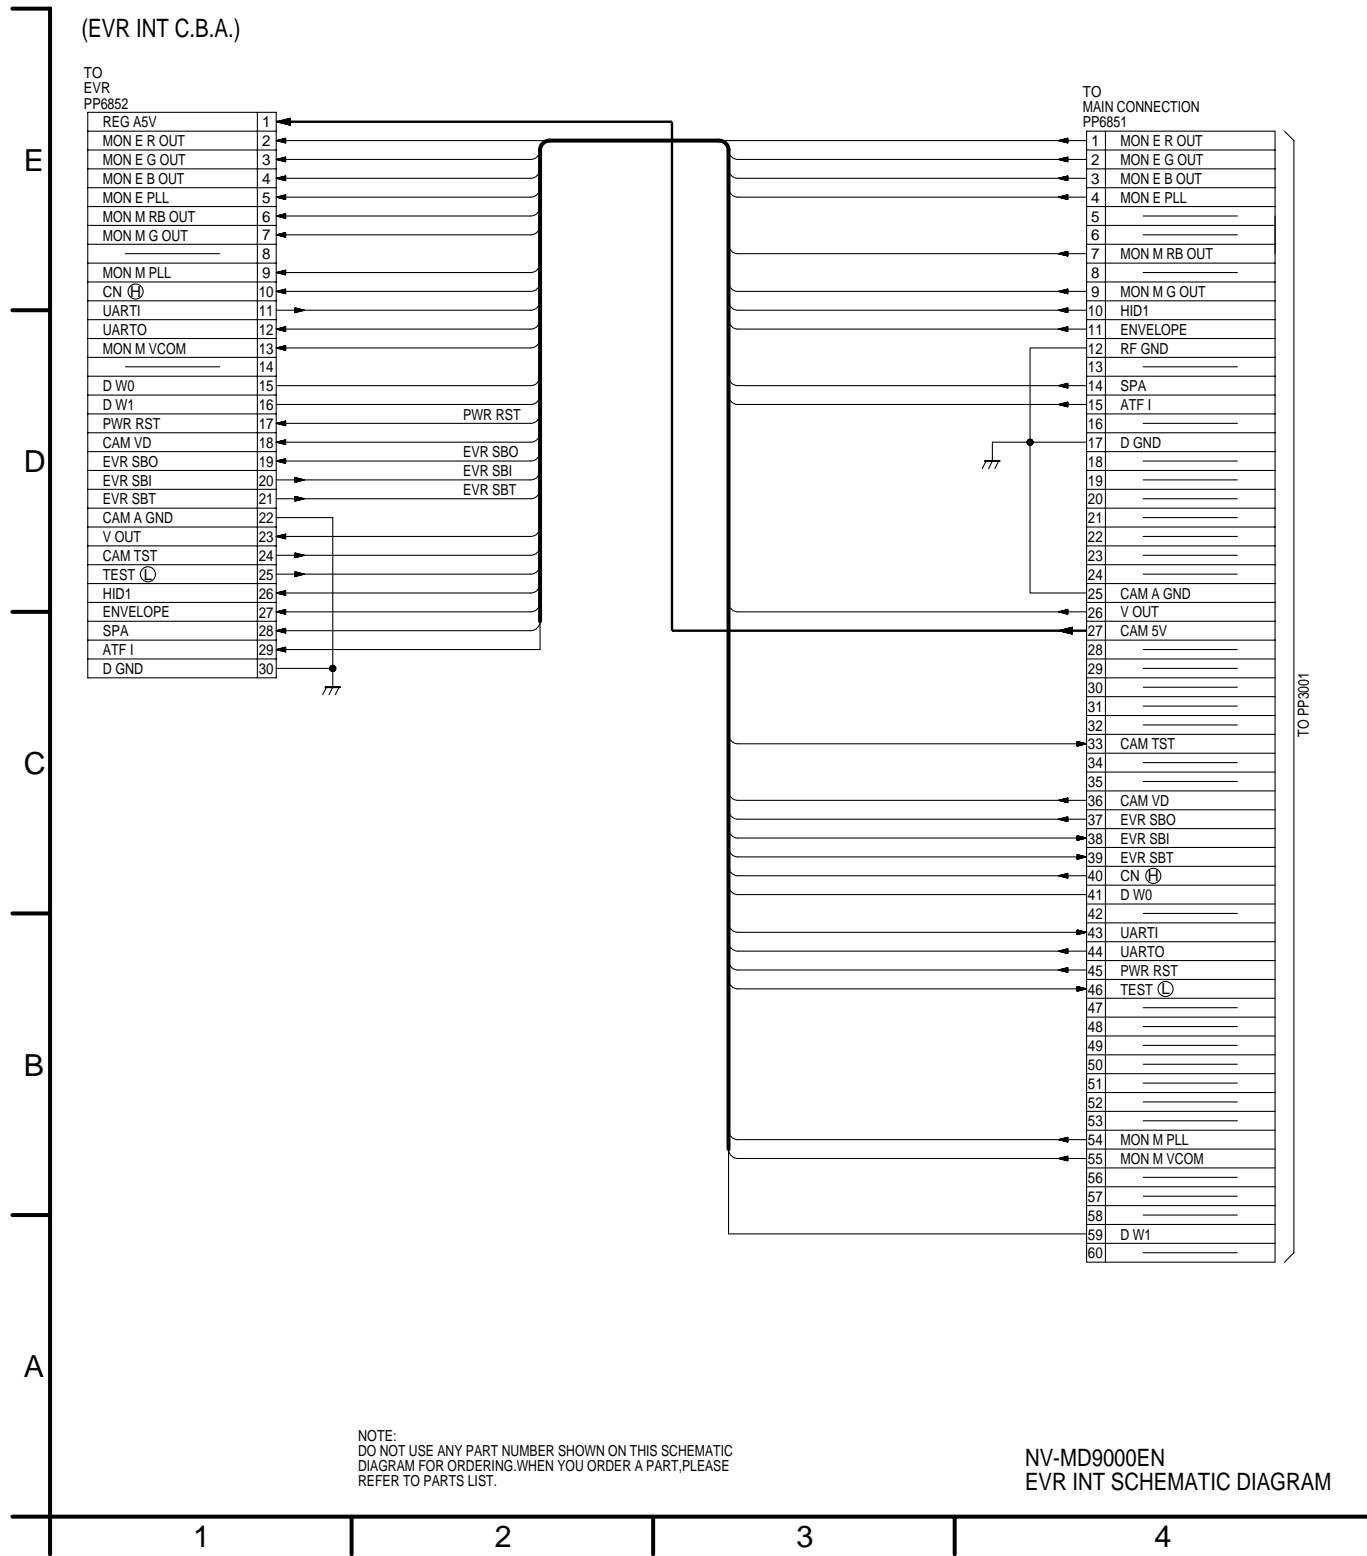 (EVR INT C.B.A.)
TO
EVR
PP6852
REG A5V 1
MON E R OUT 2
MON E G OUT 3
MON E B OUT 4
MON E PLL 5
MON M RB OUT 6
MON M G OUT 7
8
MON M PLL 9
CN Ⓗ 10
UARTI 11
UARTO 12
MON M VCOM 13
14
D W0 15
D W1 16
PWR RST 17
CAM VD 18
EVR SBO 19
EVR SBI 20
EVR SBT 21
CAM A GND 22
V OUT 23
CAM TST 24
TEST Ⓛ 25
HID1 26
ENVELOPE 27
SPA 28
ATF I 29
D GND 30
PWR RST
EVR SBO
EVR SBI
EVR SBT
TO
MAIN CONNECTION
PP6851
1 MON E R OUT
2 MON E G OUT
3 MON E B OUT
4 MON E PLL
5
6
7 MON M RB OUT
8
9 MON M G OUT
10 HID1
11 ENVELOPE
12 RF GND
13
14 SPA
15 ATF I
16
17 D GND
18
19
20
21
22
23
24
25 CAM A GND
26 V OUT
27 CAM 5V
28
29
30
31
32
33 CAM TST
34
35
36 CAM VD
37 EVR SBO
38 EVR SBI
39 EVR SBT
40 CN Ⓗ
41 D W0
42
43 UARTI
44 UARTO
45 PWR RST
46 TEST Ⓛ
47
48
49
50
51
52
53
54 MON M PLL
55 MON M VCOM
56
57
58
59 D W1
60
TO PP3001
E
D
C
B
A
NOTE:
DO NOT USE ANY PART NUMBER SHOWN ON THIS SCHEMATIC
DIAGRAM FOR ORDERING.WHEN YOU ORDER A PART,PLEASE
REFER TO PARTS LIST.
NV-MD9000EN
EVR INT SCHEMATIC DIAGRAM
1 2 3 4